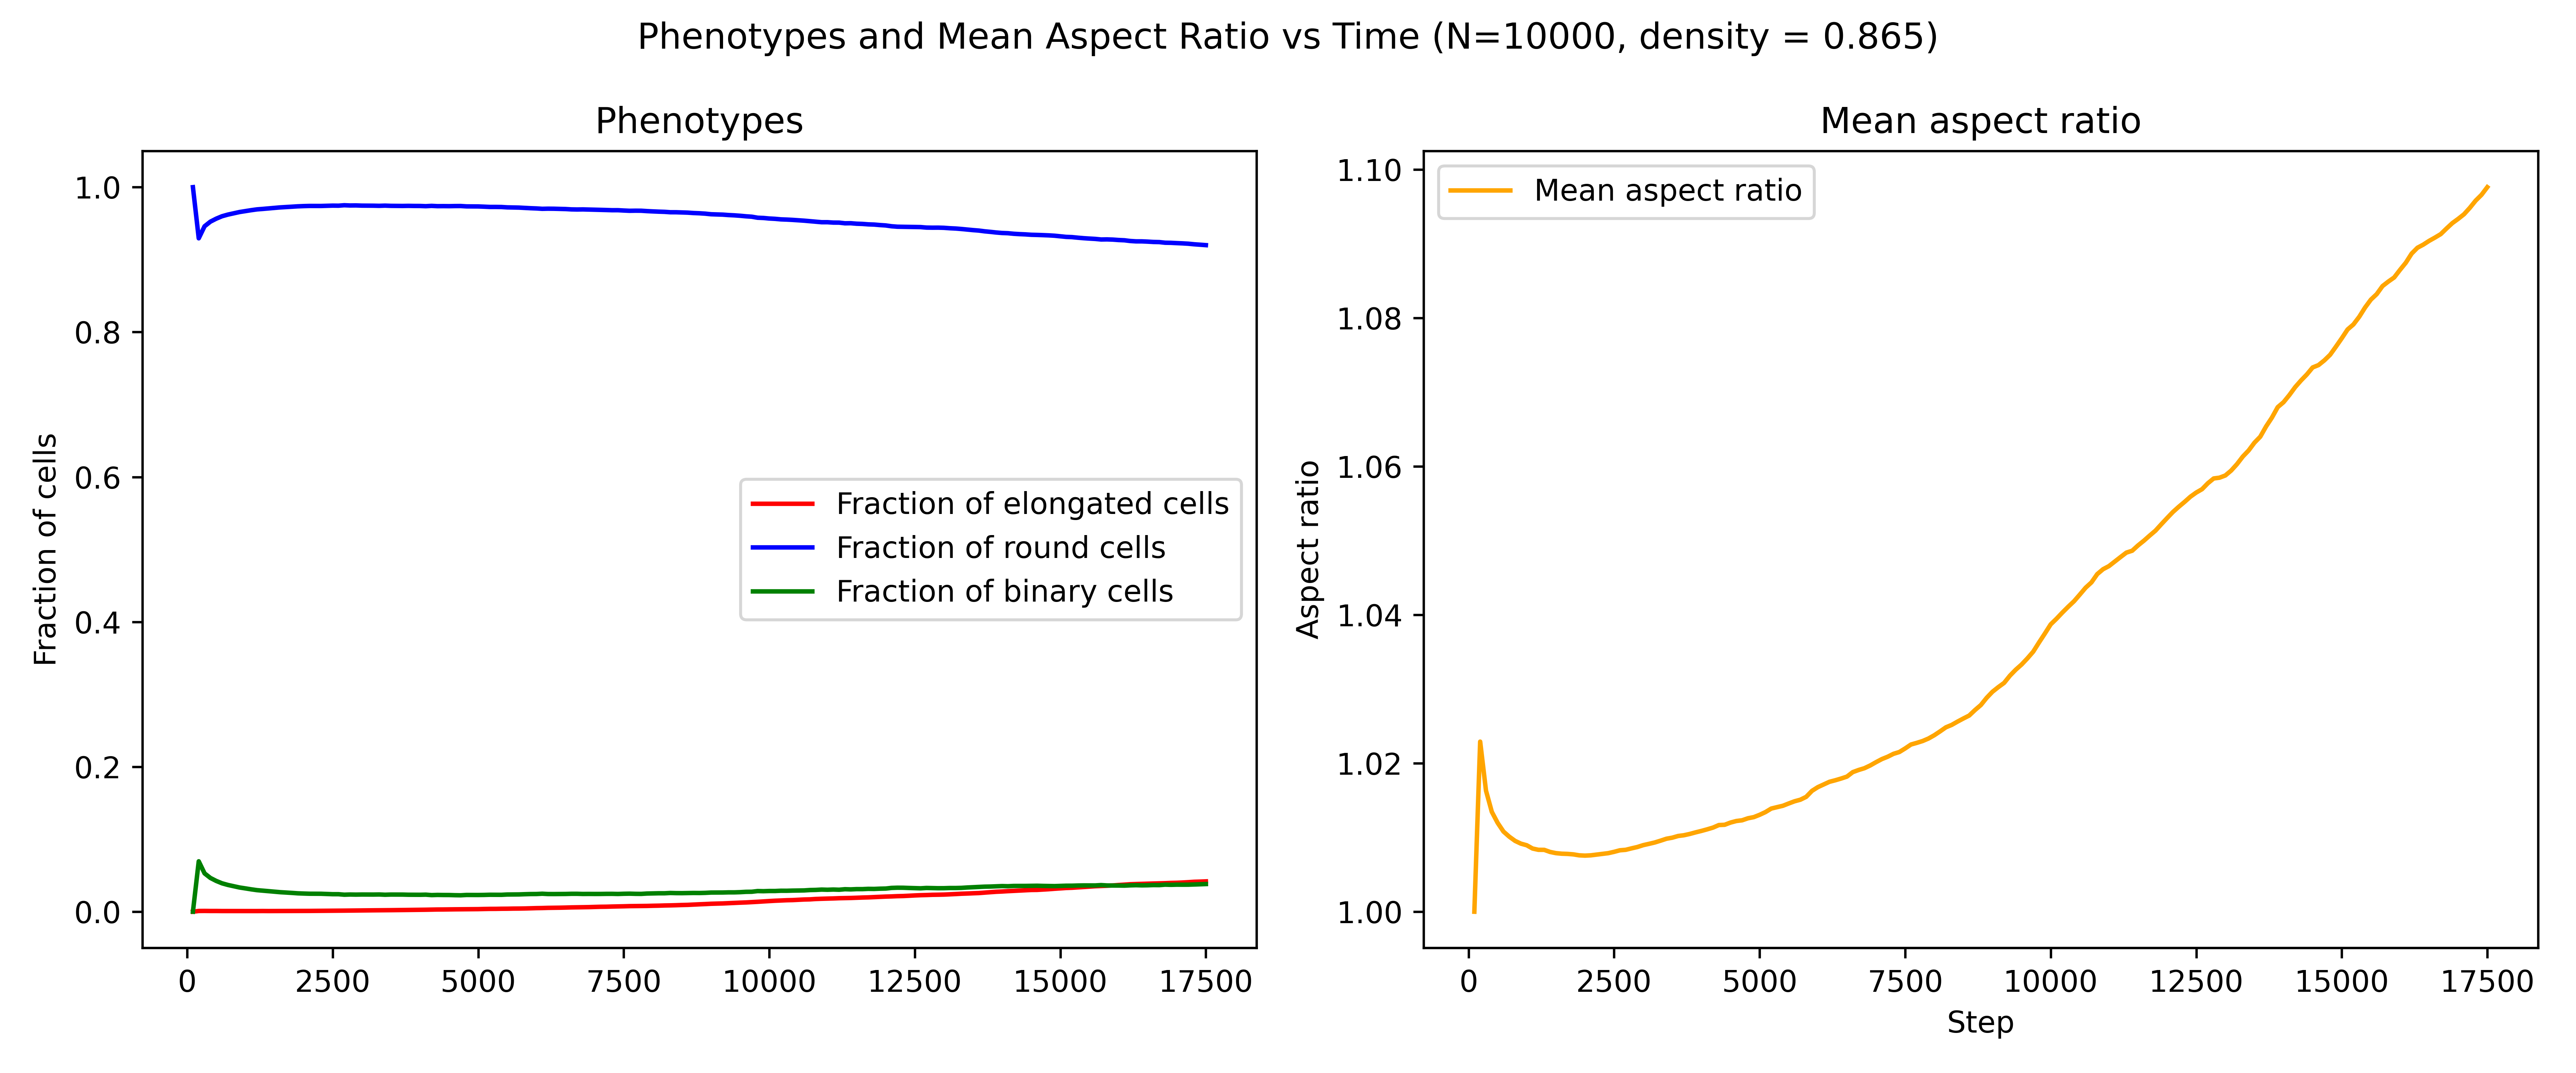 Phenotypes and Mean Aspect Ratio vs Time (N=10000, density = 0.865)
Phenotypes
Fraction of cells
1.0
0.8
0.6
0.4
0.2
0.0
Fraction of elongated cells
Fraction of round cells
Fraction of binary cells
0 2500 5000 7500 10000 12500 15000 17500
Mean aspect ratio
Mean aspect ratio
Aspect ratio
1.10
1.08
1.06
1.04
1.02
1.00
0 2500 5000 7500 10000 12500 15000 17500
Step